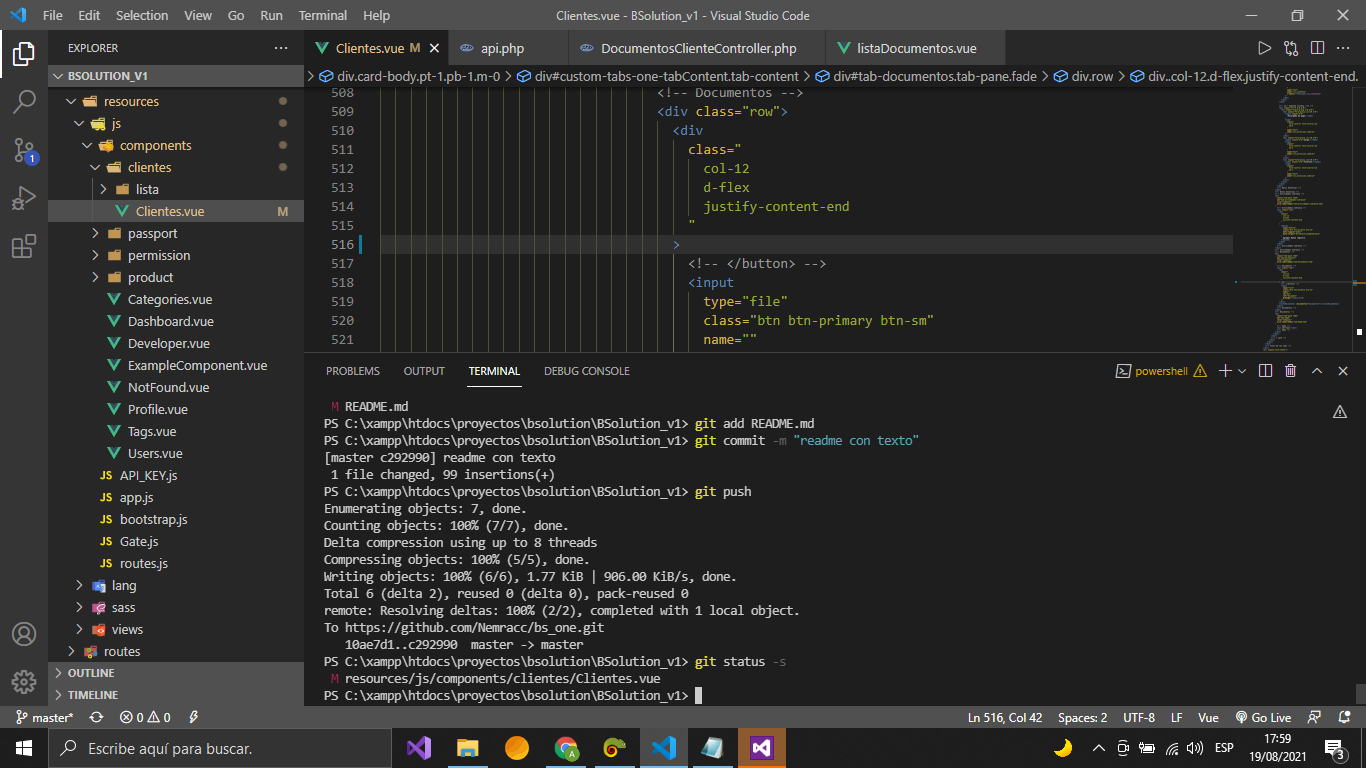 File Edit Selection View Go Run Terminal Help
Clientes.vue - BSolution_v1 - Visual Studio Code
EXPLORER
BSOLUTION_V1
resources
js
components
clientes
lista
Clientes.vue M
passport
permission
product
Categories.vue
Dashboard.vue
Developer.vue
ExampleComponent.vue
NotFound.vue
Profile.vue
Tags.vue
Users.vue
API_KEY.js
app.js
bootstrap.js
Gate.js
routes.js
lang
sass
views
routes
OUTLINE
TIMELINE
1
Clientes.vue M api.php DocumentosClienteController.php listaDocumentos.vue
div.card-body.pt-1.pb-1.m-0 > div#custom-tabs-one-tabContent.tab-content > div#tab-documentos.tab-pane.fade > div.row > div..col-12.d-flex.justify-content-end.
508 <!-- Documentos -->
509 <div class="row">
510 <div
511 class="
512 col-12
513 d-flex
514 justify-content-end
515 "
516 >
517 <!-- </button> -->
518 <input
519 type="file"
520 class="btn btn-primary btn-sm"
521 name=""
PROBLEMS OUTPUT TERMINAL DEBUG CONSOLE
powershell
M README.md
PS C:\xampp\htdocs\proyectos\bsolution\BSolution_v1> git add README.md
PS C:\xampp\htdocs\proyectos\bsolution\BSolution_v1> git commit -m "readme con texto"
[master c292990] readme con texto
1 file changed, 99 insertions(+)
PS C:\xampp\htdocs\proyectos\bsolution\BSolution_v1> git push
Enumerating objects: 7, done.
Counting objects: 100% (7/7), done.
Delta compression using up to 8 threads
Compressing objects: 100% (5/5), done.
Writing objects: 100% (6/6), 1.77 KiB | 906.00 KiB/s, done.
Total 6 (delta 2), reused 0 (delta 0), pack-reused 0
remote: Resolving deltas: 100% (2/2), completed with 1 local object.
To https://github.com/Nemracc/bs_one.git
10ae7d1..c292990  master -> master
PS C:\xampp\htdocs\proyectos\bsolution\BSolution_v1> git status -s
M resources/js/components/clientes/Clientes.vue
PS C:\xampp\htdocs\proyectos\bsolution\BSolution_v1>
master* 0 0 Ln 516, Col 42 Spaces: 2 UTF-8 LF Vue Go Live
Escribe aquí para buscar.
ESP
17:59
19/08/2021
3